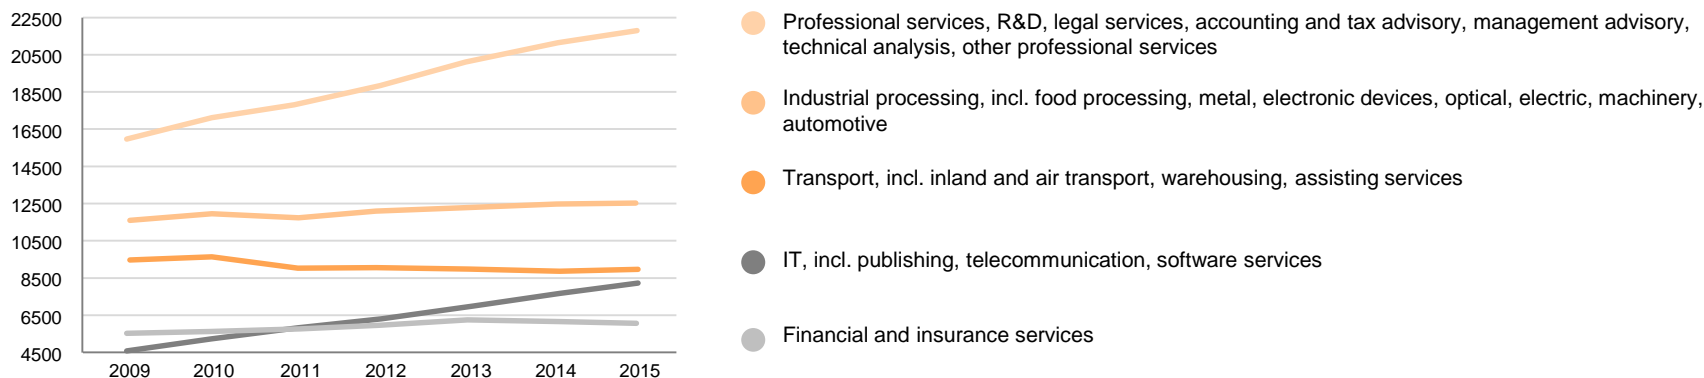 22500
20500
18500
16500
14500
12500
10500
8500
6500
4500
2009 2010 2011 2012 2013 2014 2015
Professional services, R&D, legal services, accounting and tax advisory, management advisory,
technical analysis, other professional services
Industrial processing, incl. food processing, metal, electronic devices, optical, electric, machinery,
automotive
Transport, incl. inland and air transport, warehousing, assisting services
IT, incl. publishing, telecommunication, software services
Financial and insurance services